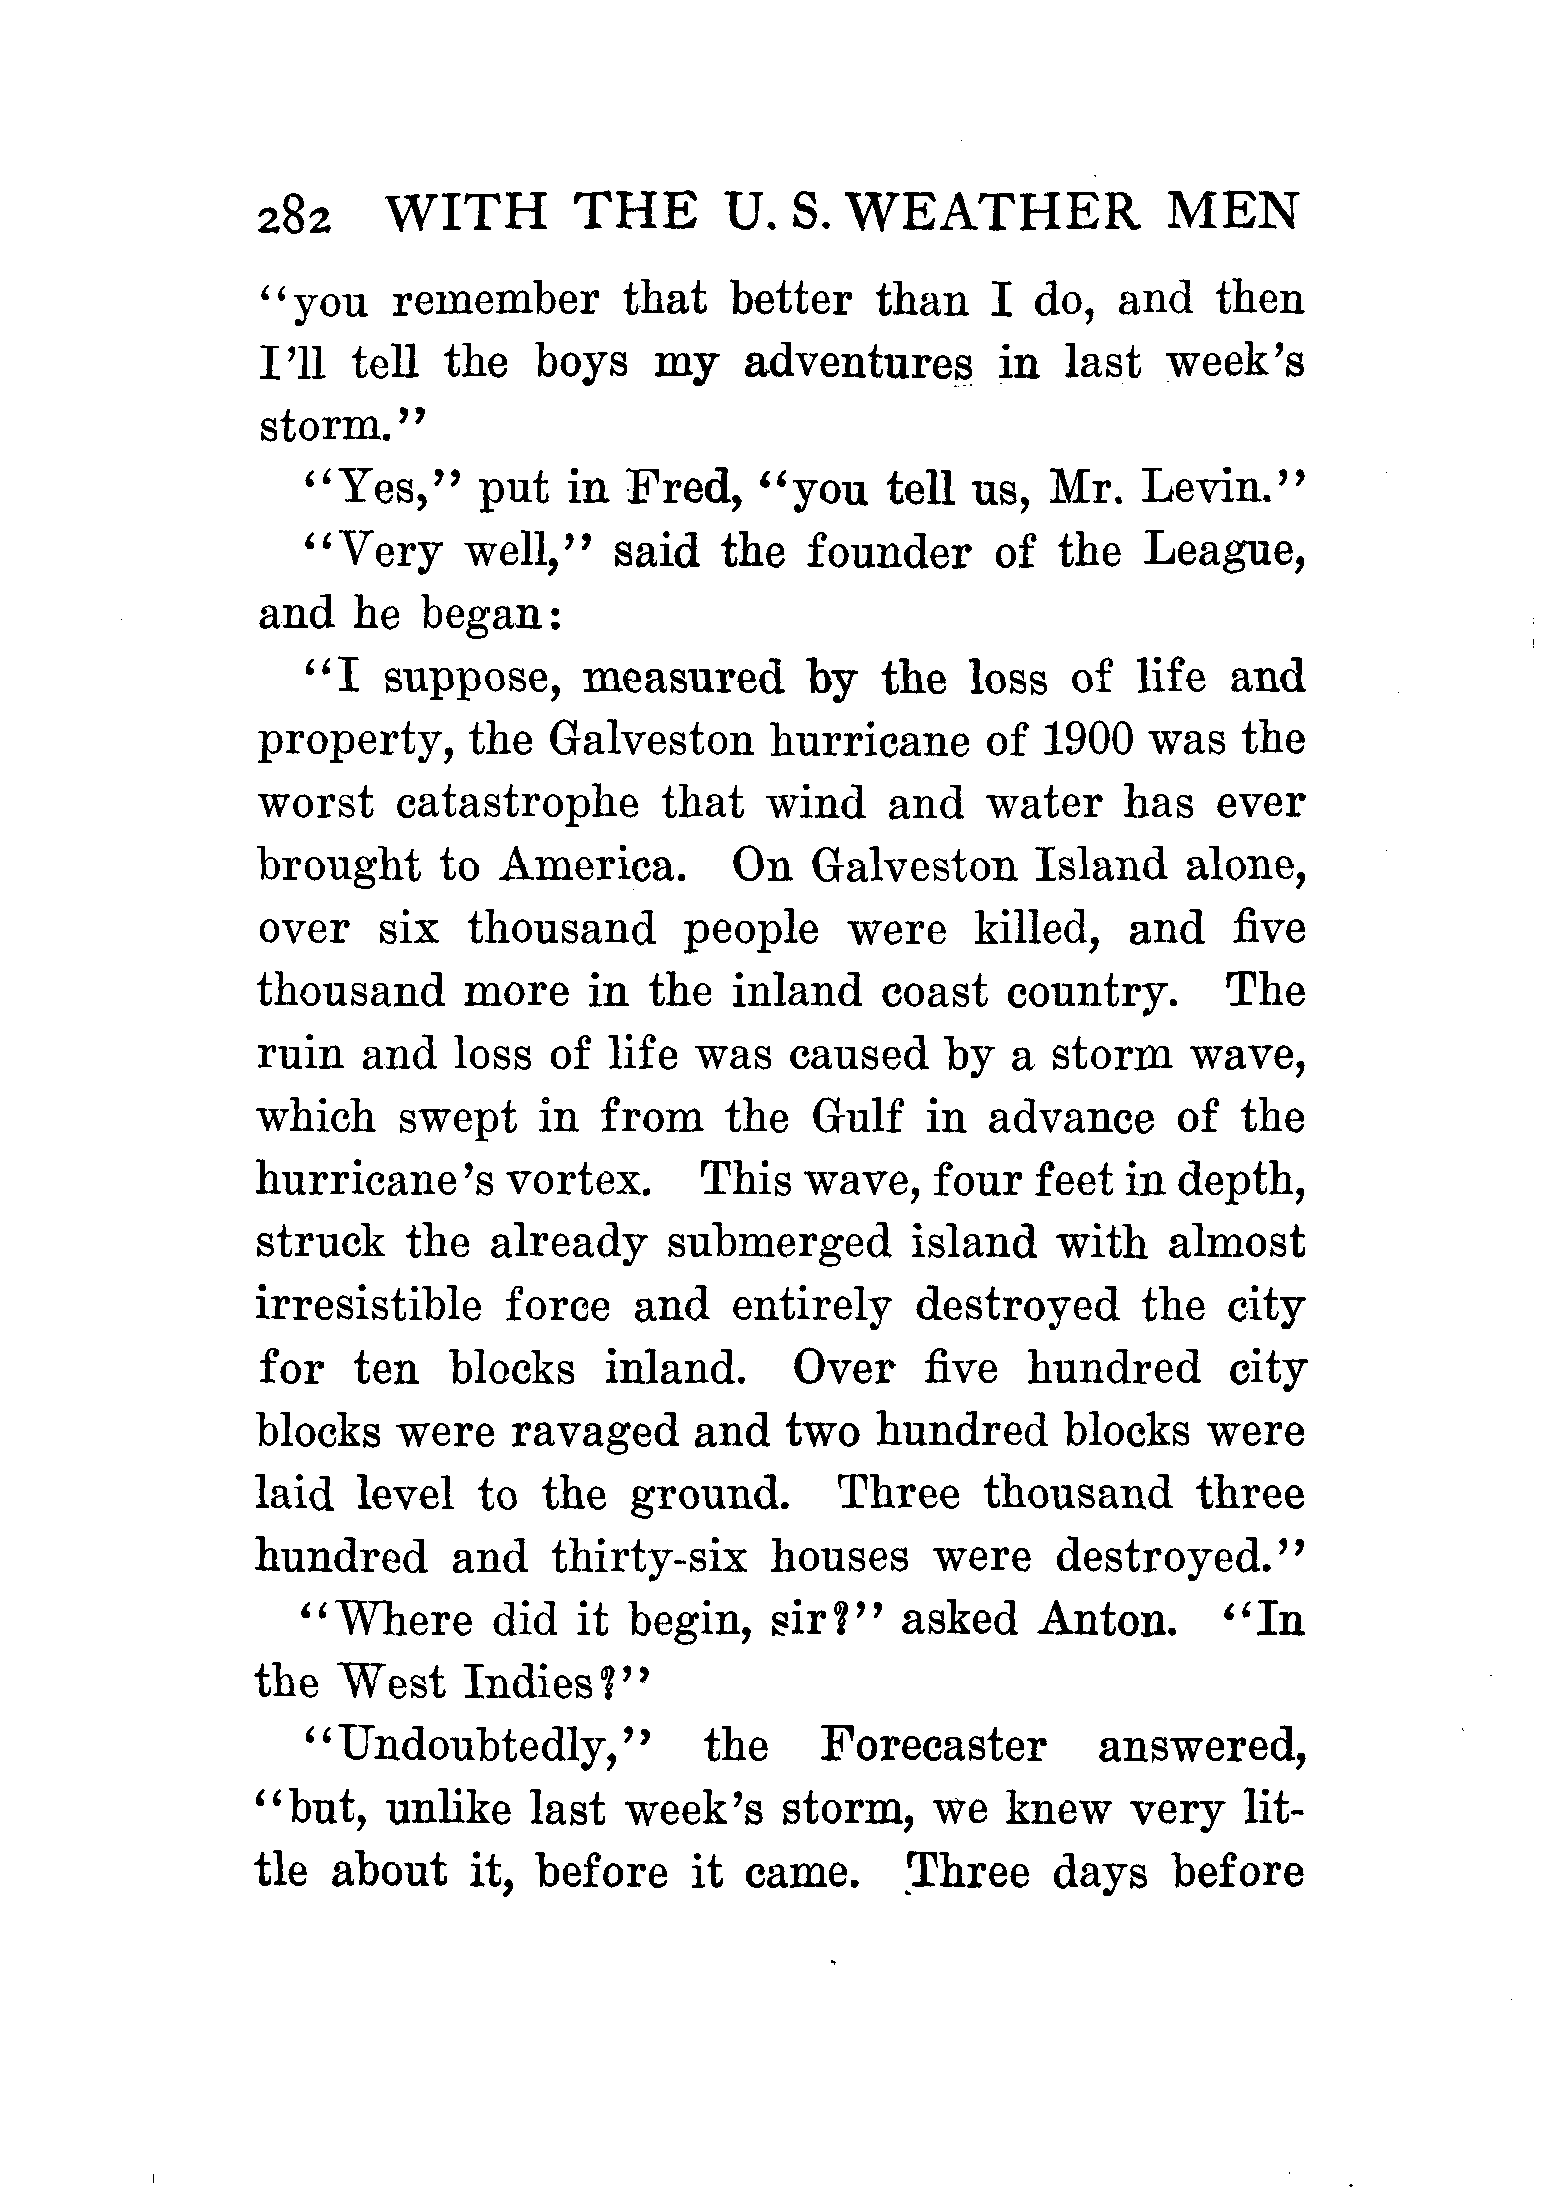 282 WITH THE U. S. WEATHER MEN
"you remember that better than I do, and then
I'll tell the boys my adventures in last week's
storm."
"Yes," put in Fred, "you tell us, Mr. Levin."
"Very well," said the founder of the League,
and he began:
"I suppose, measured by the loss of life and
property, the Galveston hurricane of 1900 was the
worst catastrophe that wind and water has ever
brought to America. On Galveston Island alone,
over six thousand people were killed, and five
thousand more in the inland coast country. The
ruin and loss of life was caused by a storm wave,
which swept in from the Gulf in advance of the
hurricane's vortex. This wave, four feet in depth,
struck the already submerged island with almost
irresistible force and entirely destroyed the city
for ten blocks inland. Over five hundred city
blocks were ravaged and two hundred blocks were
laid level to the ground. Three thousand three
hundred and thirty-six houses were destroyed."
"Where did it begin, sir?" asked Anton. "In
the West Indies?"
"Undoubtedly," the Forecaster answered,
"but, unlike last week's storm, we knew very lit-
tle about it, before it came. Three days before